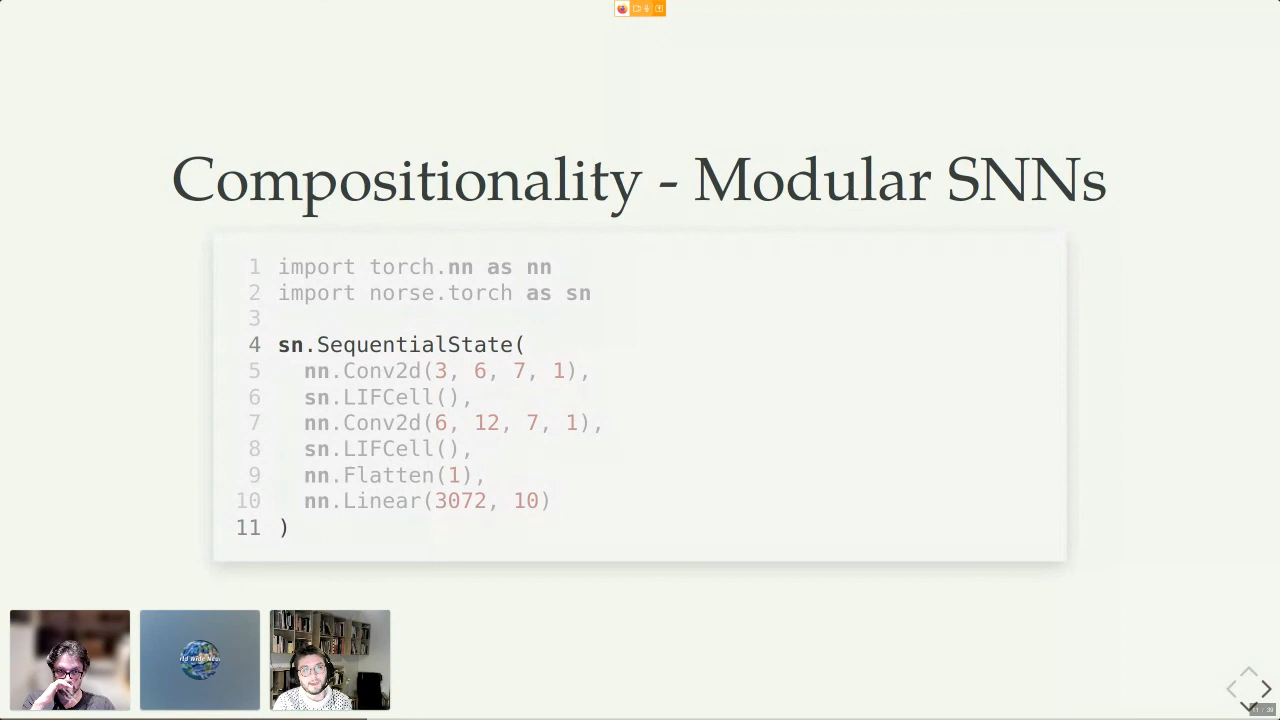 Compositionality - Modular SNNs
1 import torch.nn as nn
2 import norse.torch as sn
3
4 sn.SequentialState(
5 nn.Conv2d(3, 6, 7, 1),
6 sn.LIFCell(),
7 nn.Conv2d(6, 12, 7, 1),
8 sn.LIFCell(),
9 nn.Flatten(1),
10 nn.Linear(3072, 10)
11 )